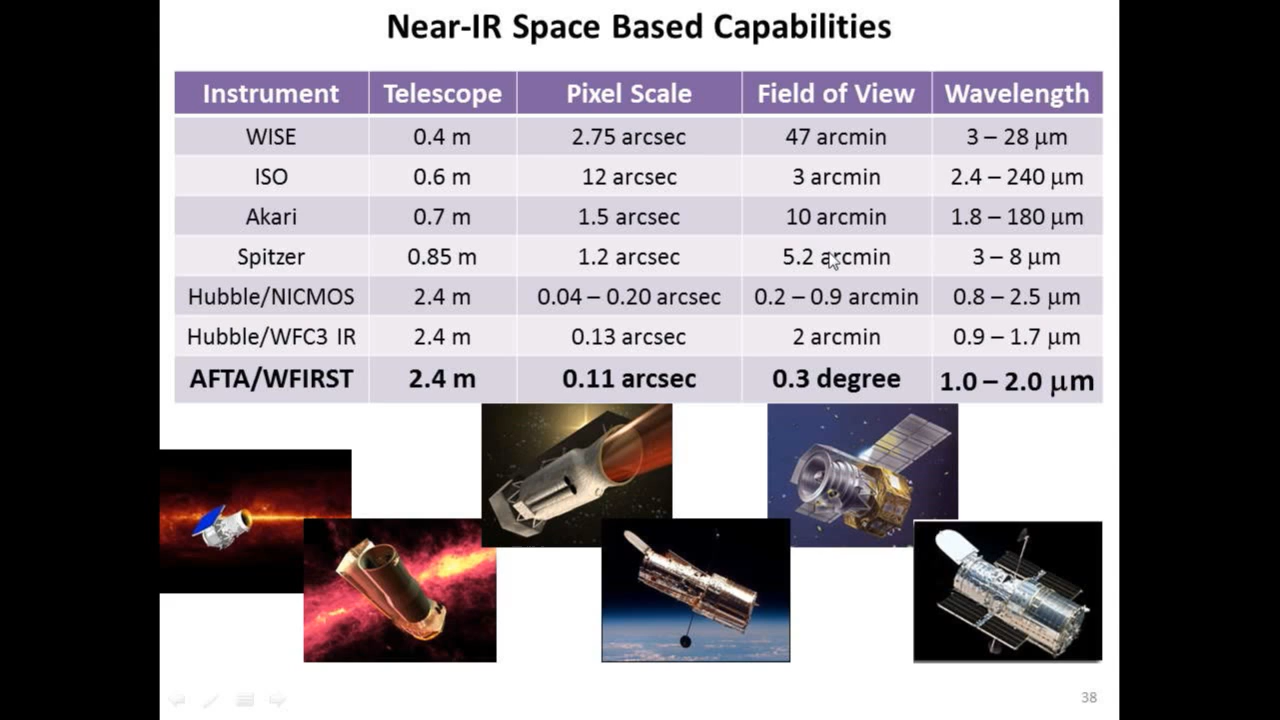 Near-IR Space Based Capabilities
Instrument Telescope Pixel Scale Field of View Wavelength
WISE 0.4 m 2.75 arcsec 47 arcmin 3 – 28 μm
ISO 0.6 m 12 arcsec 3 arcmin 2.4 – 240 μm
Akari 0.7 m 1.5 arcsec 10 arcmin 1.8 – 180 μm
Spitzer 0.85 m 1.2 arcsec 5.2 arcmin 3 – 8 μm
Hubble/NICMOS 2.4 m 0.04 – 0.20 arcsec 0.2 – 0.9 arcmin 0.8 – 2.5 μm
Hubble/WFC3 IR 2.4 m 0.13 arcsec 2 arcmin 0.9 – 1.7 μm
AFTA/WFIRST 2.4 m 0.11 arcsec 0.3 degree 1.0 – 2.0 μm
38